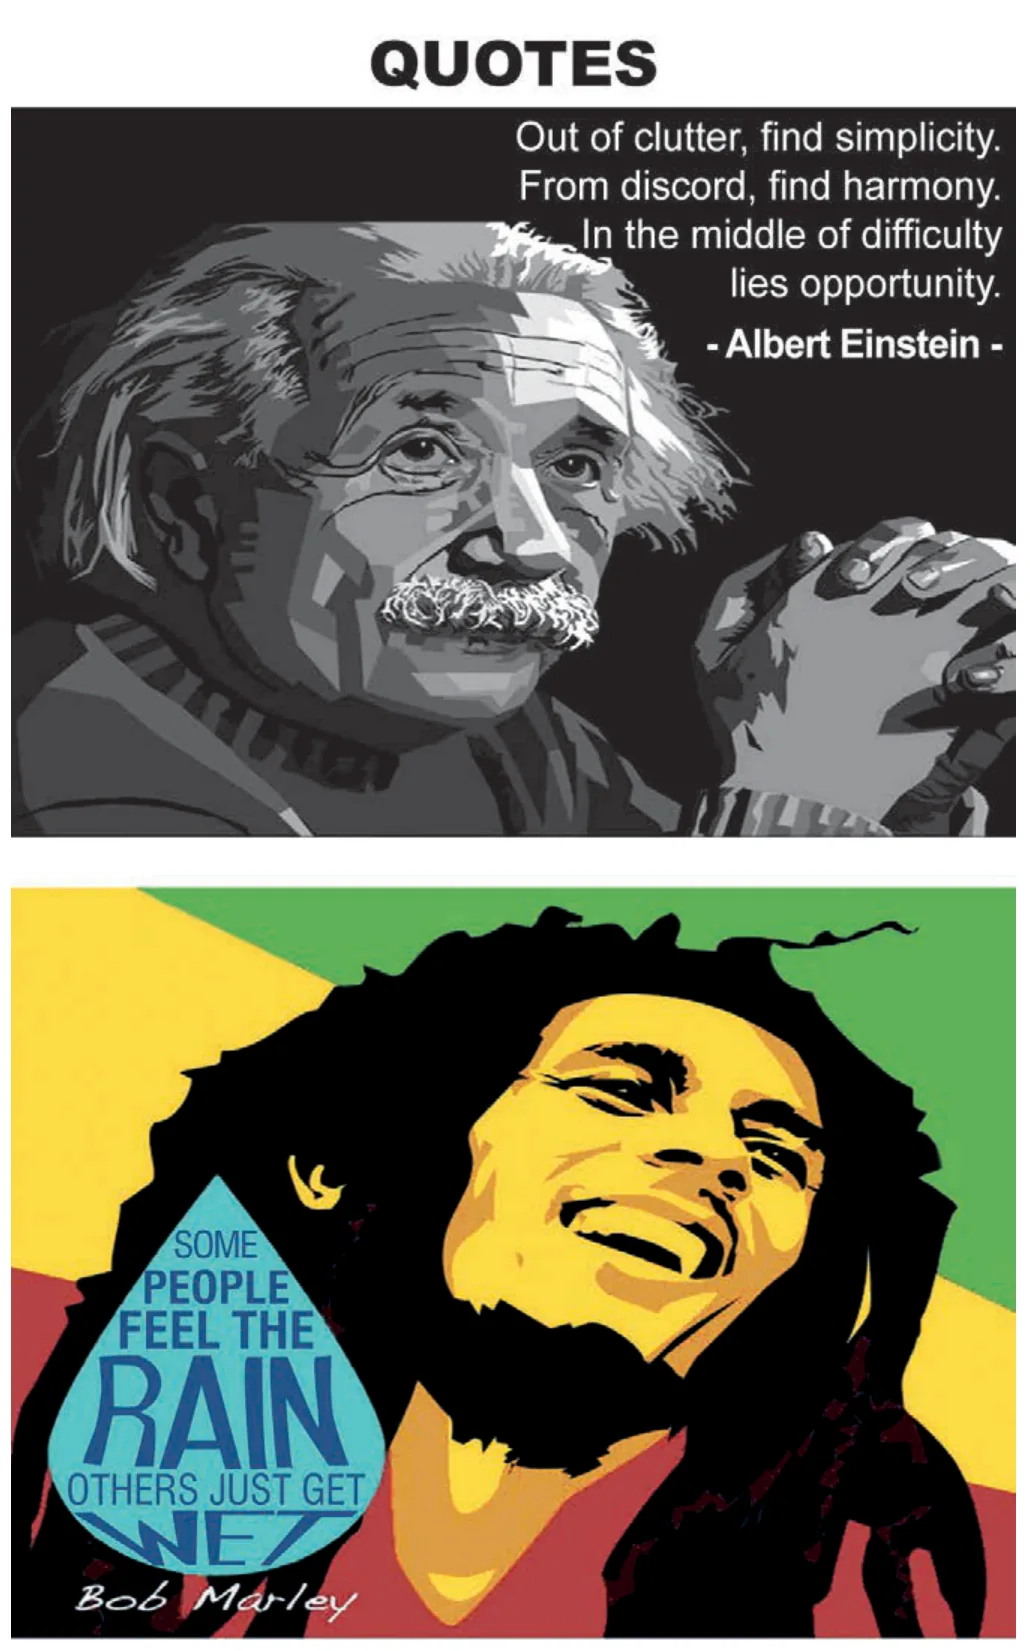 QUOTES
Out of clutter, find simplicity.
From discord, find harmony.
In the middle of difficulty
lies opportunity.
- Albert Einstein -
SOME
PEOPLE
FEEL THE
RAIN
OTHERS JUST GET
WET
Bob Marley